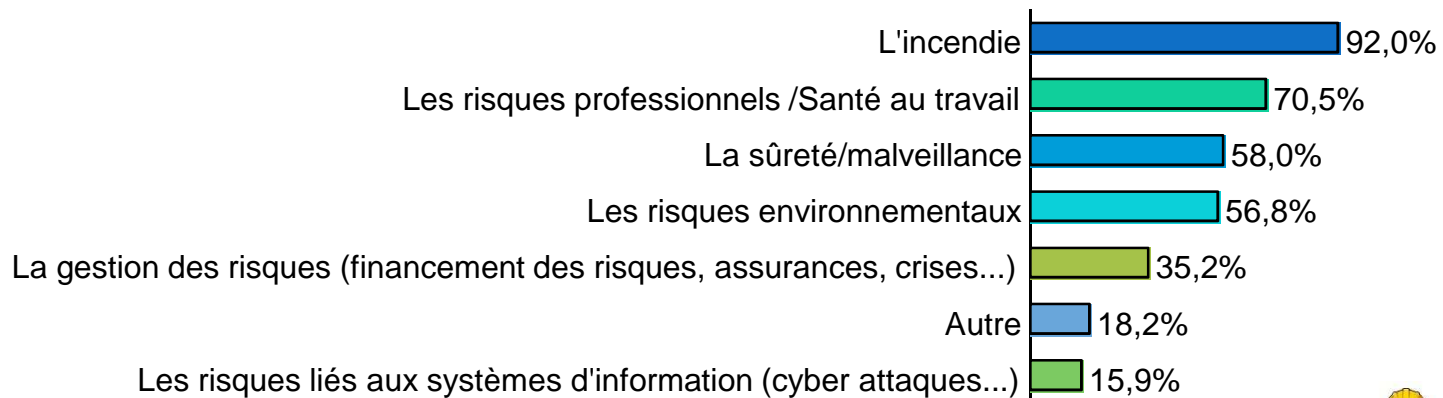 L'incendie 92,0%
Les risques professionnels /Santé au travail 70,5%
La sûreté/malveillance 58,0%
Les risques environnementaux 56,8%
La gestion des risques (financement des risques, assurances, crises...) 35,2%
Autre 18,2%
Les risques liés aux systèmes d'information (cyber attaques...) 15,9%